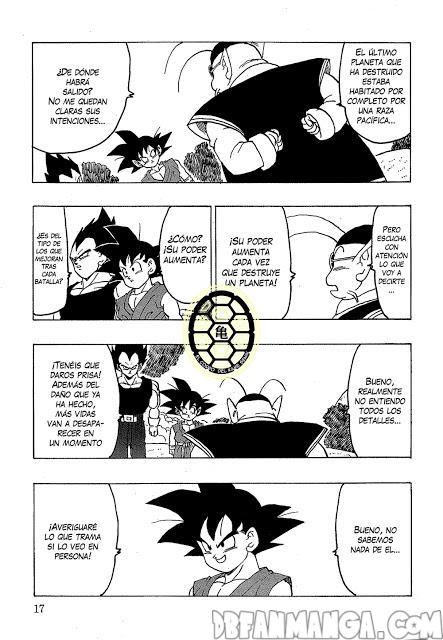 EL ÚLTIMO
PLANETA QUE
HA DESTRUIDO
ESTABA
HABITADO POR
COMPLETO POR
UNA RAZA
PACÍFICA...
¿DE DÓNDE
HABRÁ
SALIDO?
NO ME QUEDAN
CLARAS SUS
INTENCIONES...
PERO
ESCUCHA
CON
ATENCIÓN
LO QUE
VOY A
DECIRTE
...
¡SU PODER
AUMENTA
CADA VEZ
QUE DESTRUYE
UN PLANETA!
¿CÓMO?
¡¿SU PODER
AUMENTA?!
¿ES DEL TIPO
DE LOS QUE
MEJORAN
TRAS
CADA
BATALLA?
亀
BUENO,
REALMENTE
NO ENTIENDO
TODOS LOS
DETALLES...
¡TENÉIS QUE
DAROS PRISA!
ADEMÁS DEL
DAÑO QUE YA
HA HECHO,
MÁS VIDAS
VAN A DESAPA-
RECER EN
UN MOMENTO
BUENO, NO
SABEMOS
NADA DE EL...
¡AVERIGUARÉ
LO QUE TRAMA
SI LO VEO EN
PERSONA!
17
DBFANMANGA.COM